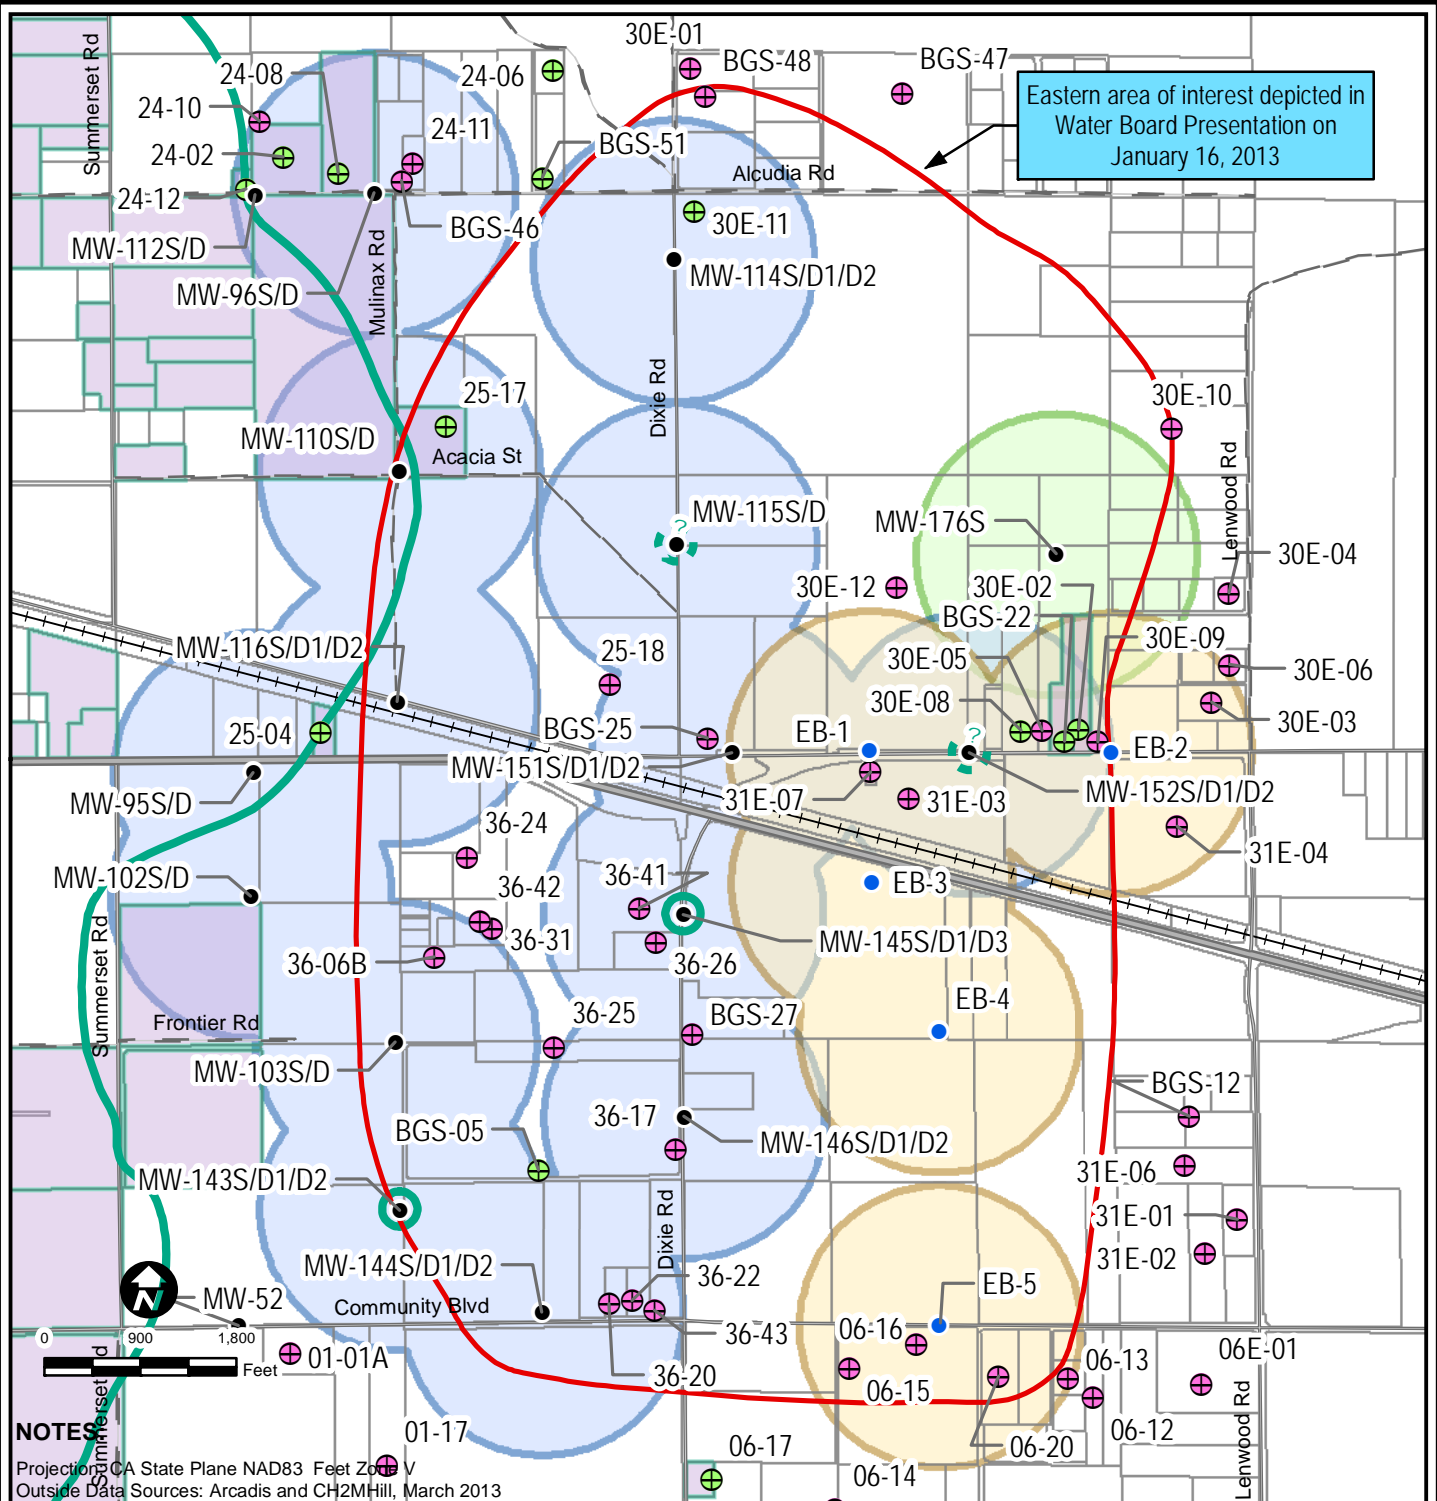 30E-01
BGS-48
BGS-47
Summerset Rd
24-08
24-06
24-10
24-11
24-02
BGS-51
Eastern area of interest depicted in
Water Board Presentation on
January 16, 2013
Alcudia Rd
24-12
MW-112S/D
BGS-46
30E-11
MW-96S/D
Mulinax Rd
MW-114S/D1/D2
Dixie Rd
25-17
30E-10
MW-110S/D
Acacia St
Lenwood Rd
?
MW-115S/D
MW-176S
30E-04
30E-12
30E-02
BGS-22
30E-09
MW-116S/D1/D2
25-18
30E-05
30E-06
30E-08
30E-03
25-04
BGS-25
EB-1
?
EB-2
MW-151S/D1/D2
MW-95S/D
31E-07
31E-03
MW-152S/D1/D2
36-24
31E-04
MW-102S/D
36-42
36-41
EB-3
Summerset Rd
36-31
MW-145S/D1/D3
36-06B
36-26
EB-4
Frontier Rd
36-25
BGS-27
MW-103S/D
BGS-12
BGS-05
36-17
MW-146S/D1/D2
31E-06
MW-143S/D1/D2
Dixie Rd
31E-01
31E-02
MW-144S/D1/D2
36-22
N
MW-52
Community Blvd
EB-5
0 900 1,800
Feet
36-43
06-16
01-01A
36-20
06-15
06-13
06E-01
Summerset Rd
NOTES
01-17
06-12
Lenwood Rd
06-20
06-17
06-14
Projection: CA State Plane NAD83 Feet Zone V
Outside Data Sources: Arcadis and CH2MHill, March 2013